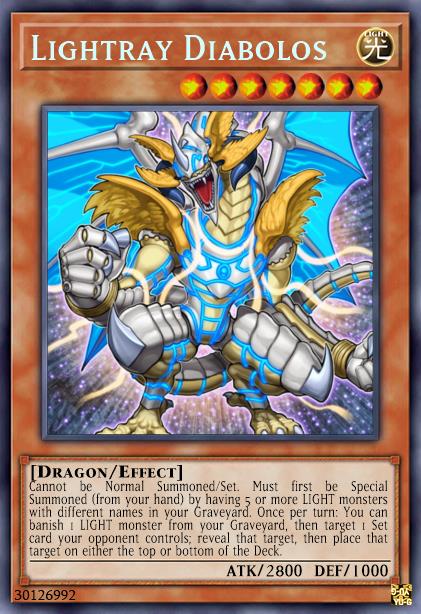 LIGHTRAY DIABOLOS
LIGHT
光
[DRAGON/EFFECT]
Cannot be Normal Summoned/Set. Must first be Special
Summoned (from your hand) by having 5 or more LIGHT monsters
with different names in your Graveyard. Once per turn: You can
banish 1 LIGHT monster from your Graveyard, then target 1 Set
card your opponent controls; reveal that target, then place that
target on either the top or bottom of the Deck.
ATK/2800 DEF/1000
30126992